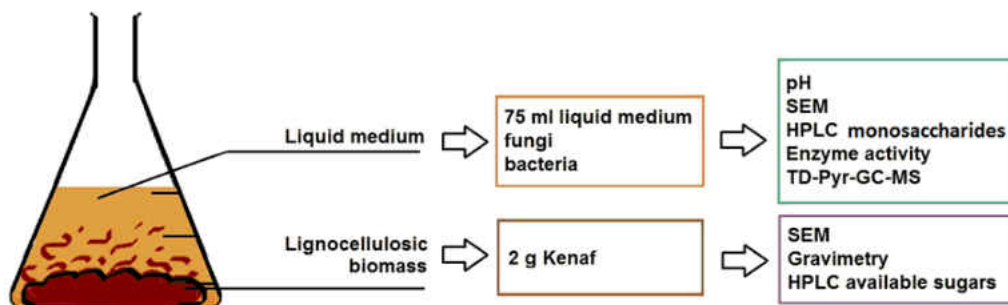 Liquid medium
75 ml liquid medium
fungi
bacteria
pH
SEM
HPLC monosaccharides
Enzyme activity
TD-Pyr-GC-MS
Lignocellulosic
biomass
2 g Kenaf
SEM
Gravimetry
HPLC available sugars